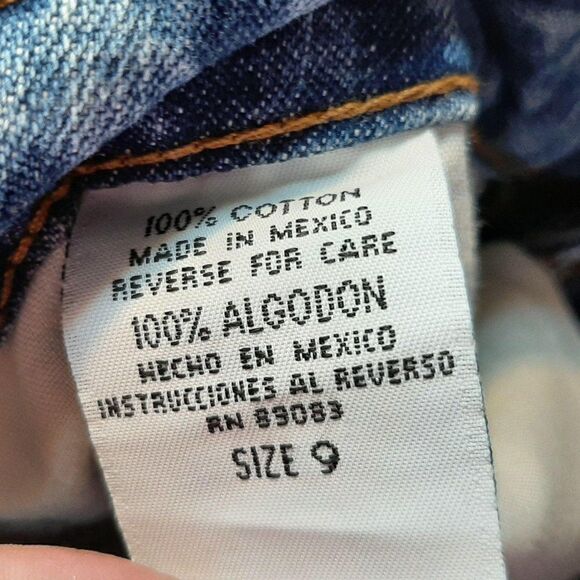 100% COTTON
MADE IN MEXICO
REVERSE FOR CARE
100% ALGODON
HECHO EN MEXICO
INSTRUCCIONES AL REVERSO
RN 83083
SIZE 9